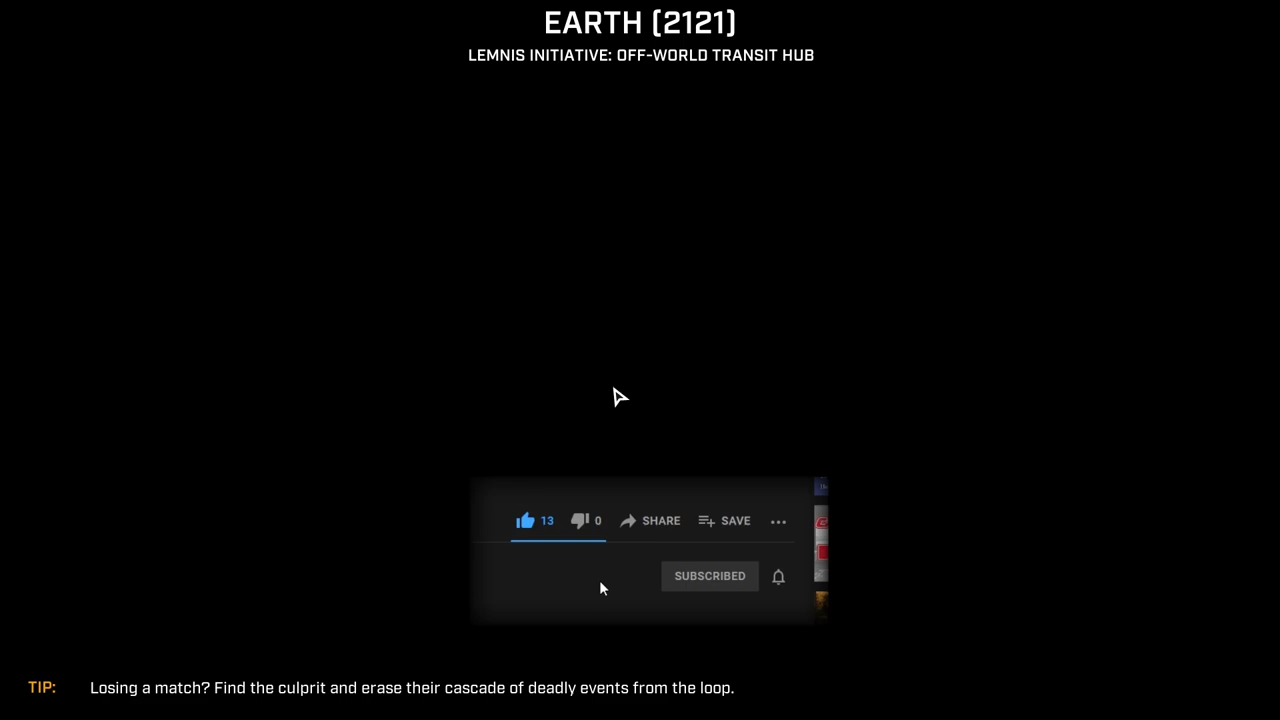 EARTH [2121]
LEMNIS INITIATIVE: OFF-WORLD TRANSIT HUB
13 0 SHARE SAVE
SUBSCRIBED
TIP: Losing a match? Find the culprit and erase their cascade of deadly events from the loop.